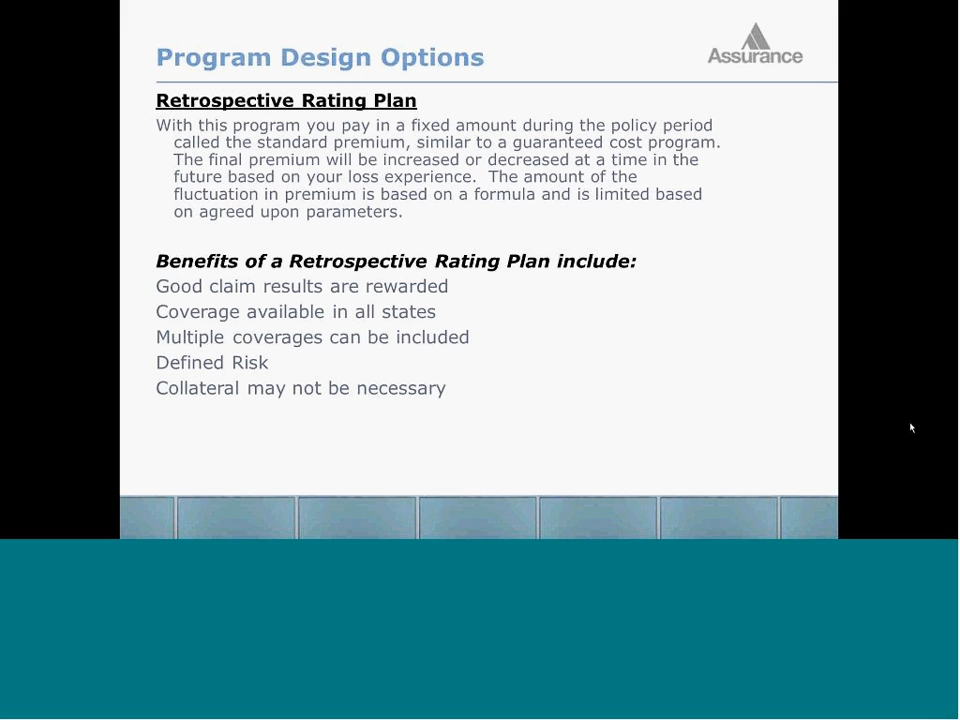 Program Design Options
Assurance
Retrospective Rating Plan
With this program you pay in a fixed amount during the policy period
called the standard premium, similar to a guaranteed cost program.
The final premium will be increased or decreased at a time in the
future based on your loss experience.  The amount of the
fluctuation in premium is based on a formula and is limited based
on agreed upon parameters.
Benefits of a Retrospective Rating Plan include:
Good claim results are rewarded
Coverage available in all states
Multiple coverages can be included
Defined Risk
Collateral may not be necessary